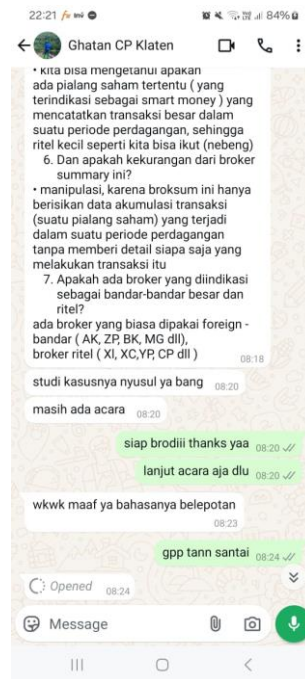 22:21
84%
Ghatan CP Klaten
• kita bisa mengetahui apakah
ada pialang saham tertentu ( yang
terindikasi sebagai smart money ) yang
mencatatkan transaksi besar dalam
suatu periode perdagangan, sehingga
ritel kecil seperti kita bisa ikut (nebeng)
6. Dan apakah kekurangan dari broker
summary ini?
• manipulasi, karena broksum ini hanya
berisikan data akumulasi transaksi
(suatu pialang saham) yang terjadi
dalam suatu periode perdagangan
tanpa memberi detail siapa saja yang
melakukan transaksi itu
7. Apakah ada broker yang diindikasi
sebagai bandar-bandar besar dan
ritel?
ada broker yang biasa dipakai foreign -
bandar ( AK, ZP, BK, MG dll),
broker ritel ( Xl, XC,YP, CP dll )
08:18
studi kasusnya nyusul ya bang 08:20
masih ada acara 08:20
siap brodiii thanks yaa 08:20
lanjut acara aja dlu 08:20
wkwk maaf ya bahasanya belepotan
08:23
gpp tann santai 08:24
Opened 08:24
Message